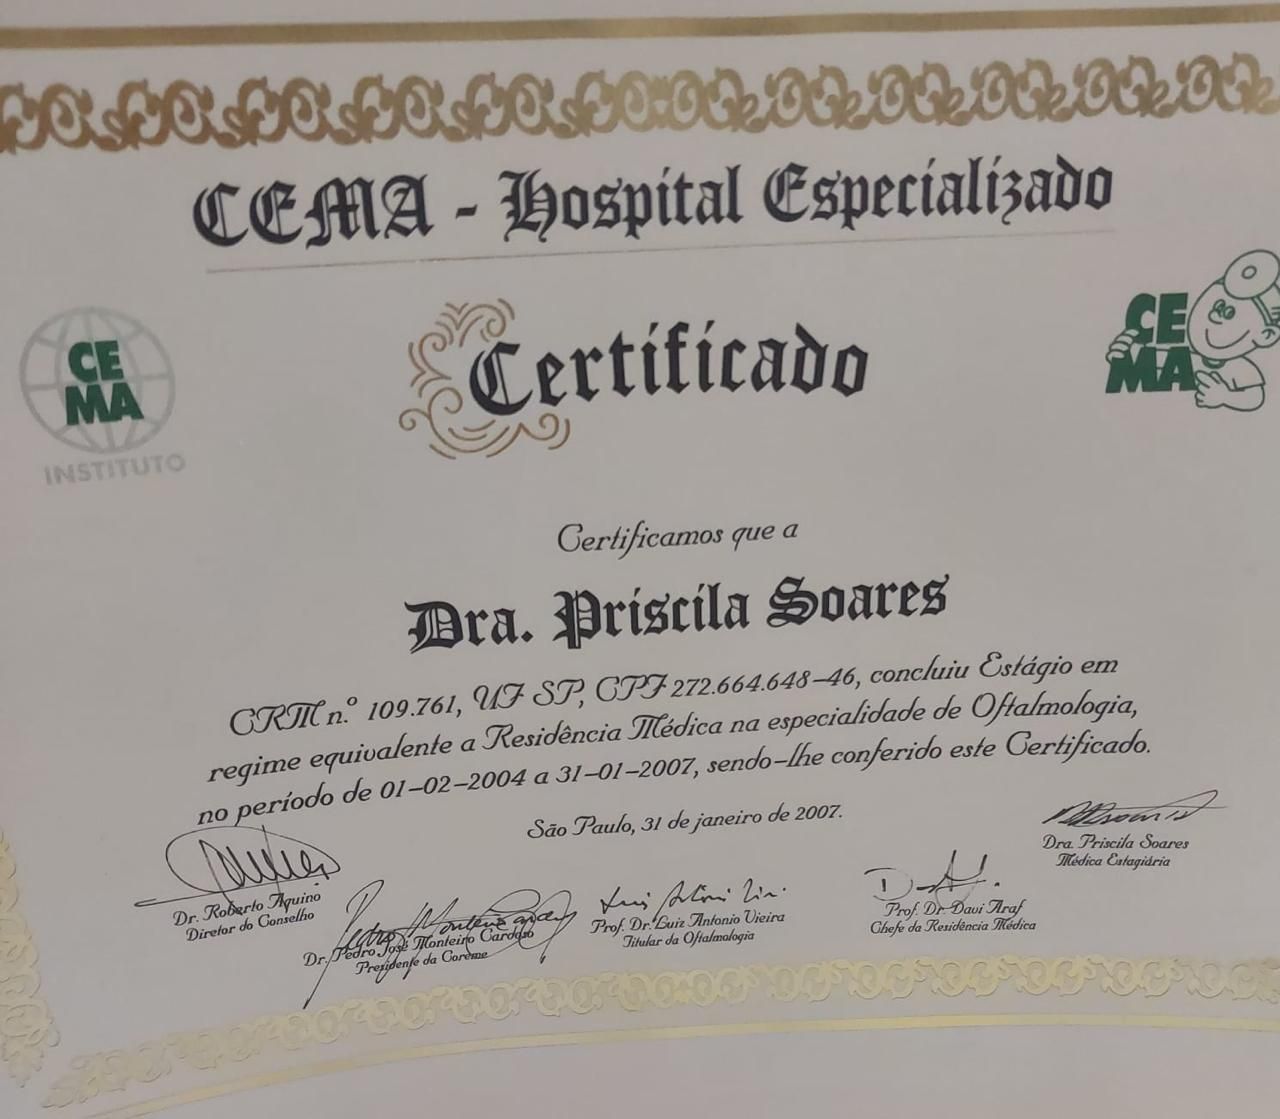 CEMA - Hospital Especializado
CE
MA
INSTITUTO
Certificado
CE
MA
Certificamos que a
Dra. Priscila Soares
CRM n.º 109.761, UF SP, CPF 272.664.648-46, concluiu Estágio em
regime equivalente a Residência Médica na especialidade de Oftalmologia,
no período de 01-02-2004 a 31-01-2007, sendo-lhe conferido este Certificado.
São Paulo, 31 de janeiro de 2007.
Dr. Roberto Aquino
Diretor do Conselho
Dr. Pedro José Monteiro Cardoso
Presidente da Coreme
Prof. Dr. Luiz Antonio Vieira
Titular da Oftalmologia
Prof. Dr. Davi Araf
Chefe da Residência Médica
Dra. Priscila Soares
Médica Estagiária